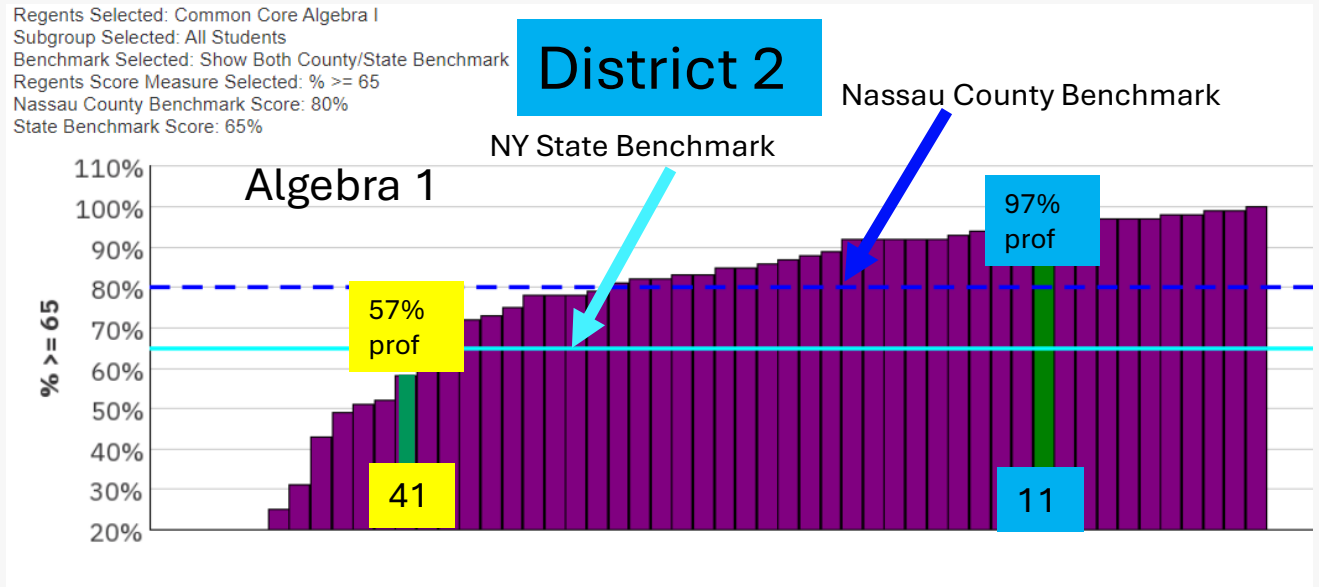 Regents Selected: Common Core Algebra I
Subgroup Selected: All Students
Benchmark Selected: Show Both County/State Benchmark
Regents Score Measure Selected: % >= 65
Nassau County Benchmark Score: 80%
State Benchmark Score: 65%
District 2
Nassau County Benchmark
NY State Benchmark
Algebra 1
110%
100%
90%
80%
70%
60%
50%
40%
30%
20%
% >= 65
57%
prof
97%
prof
41
11